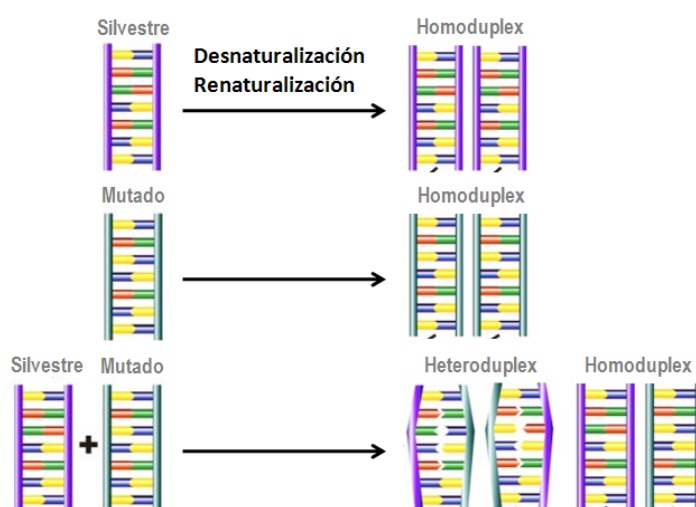 Silvestre
Homoduplex
Desnaturalización
Renaturalización
Mutado
Homoduplex
Silvestre
Mutado
Heteroduplex
Homoduplex
+